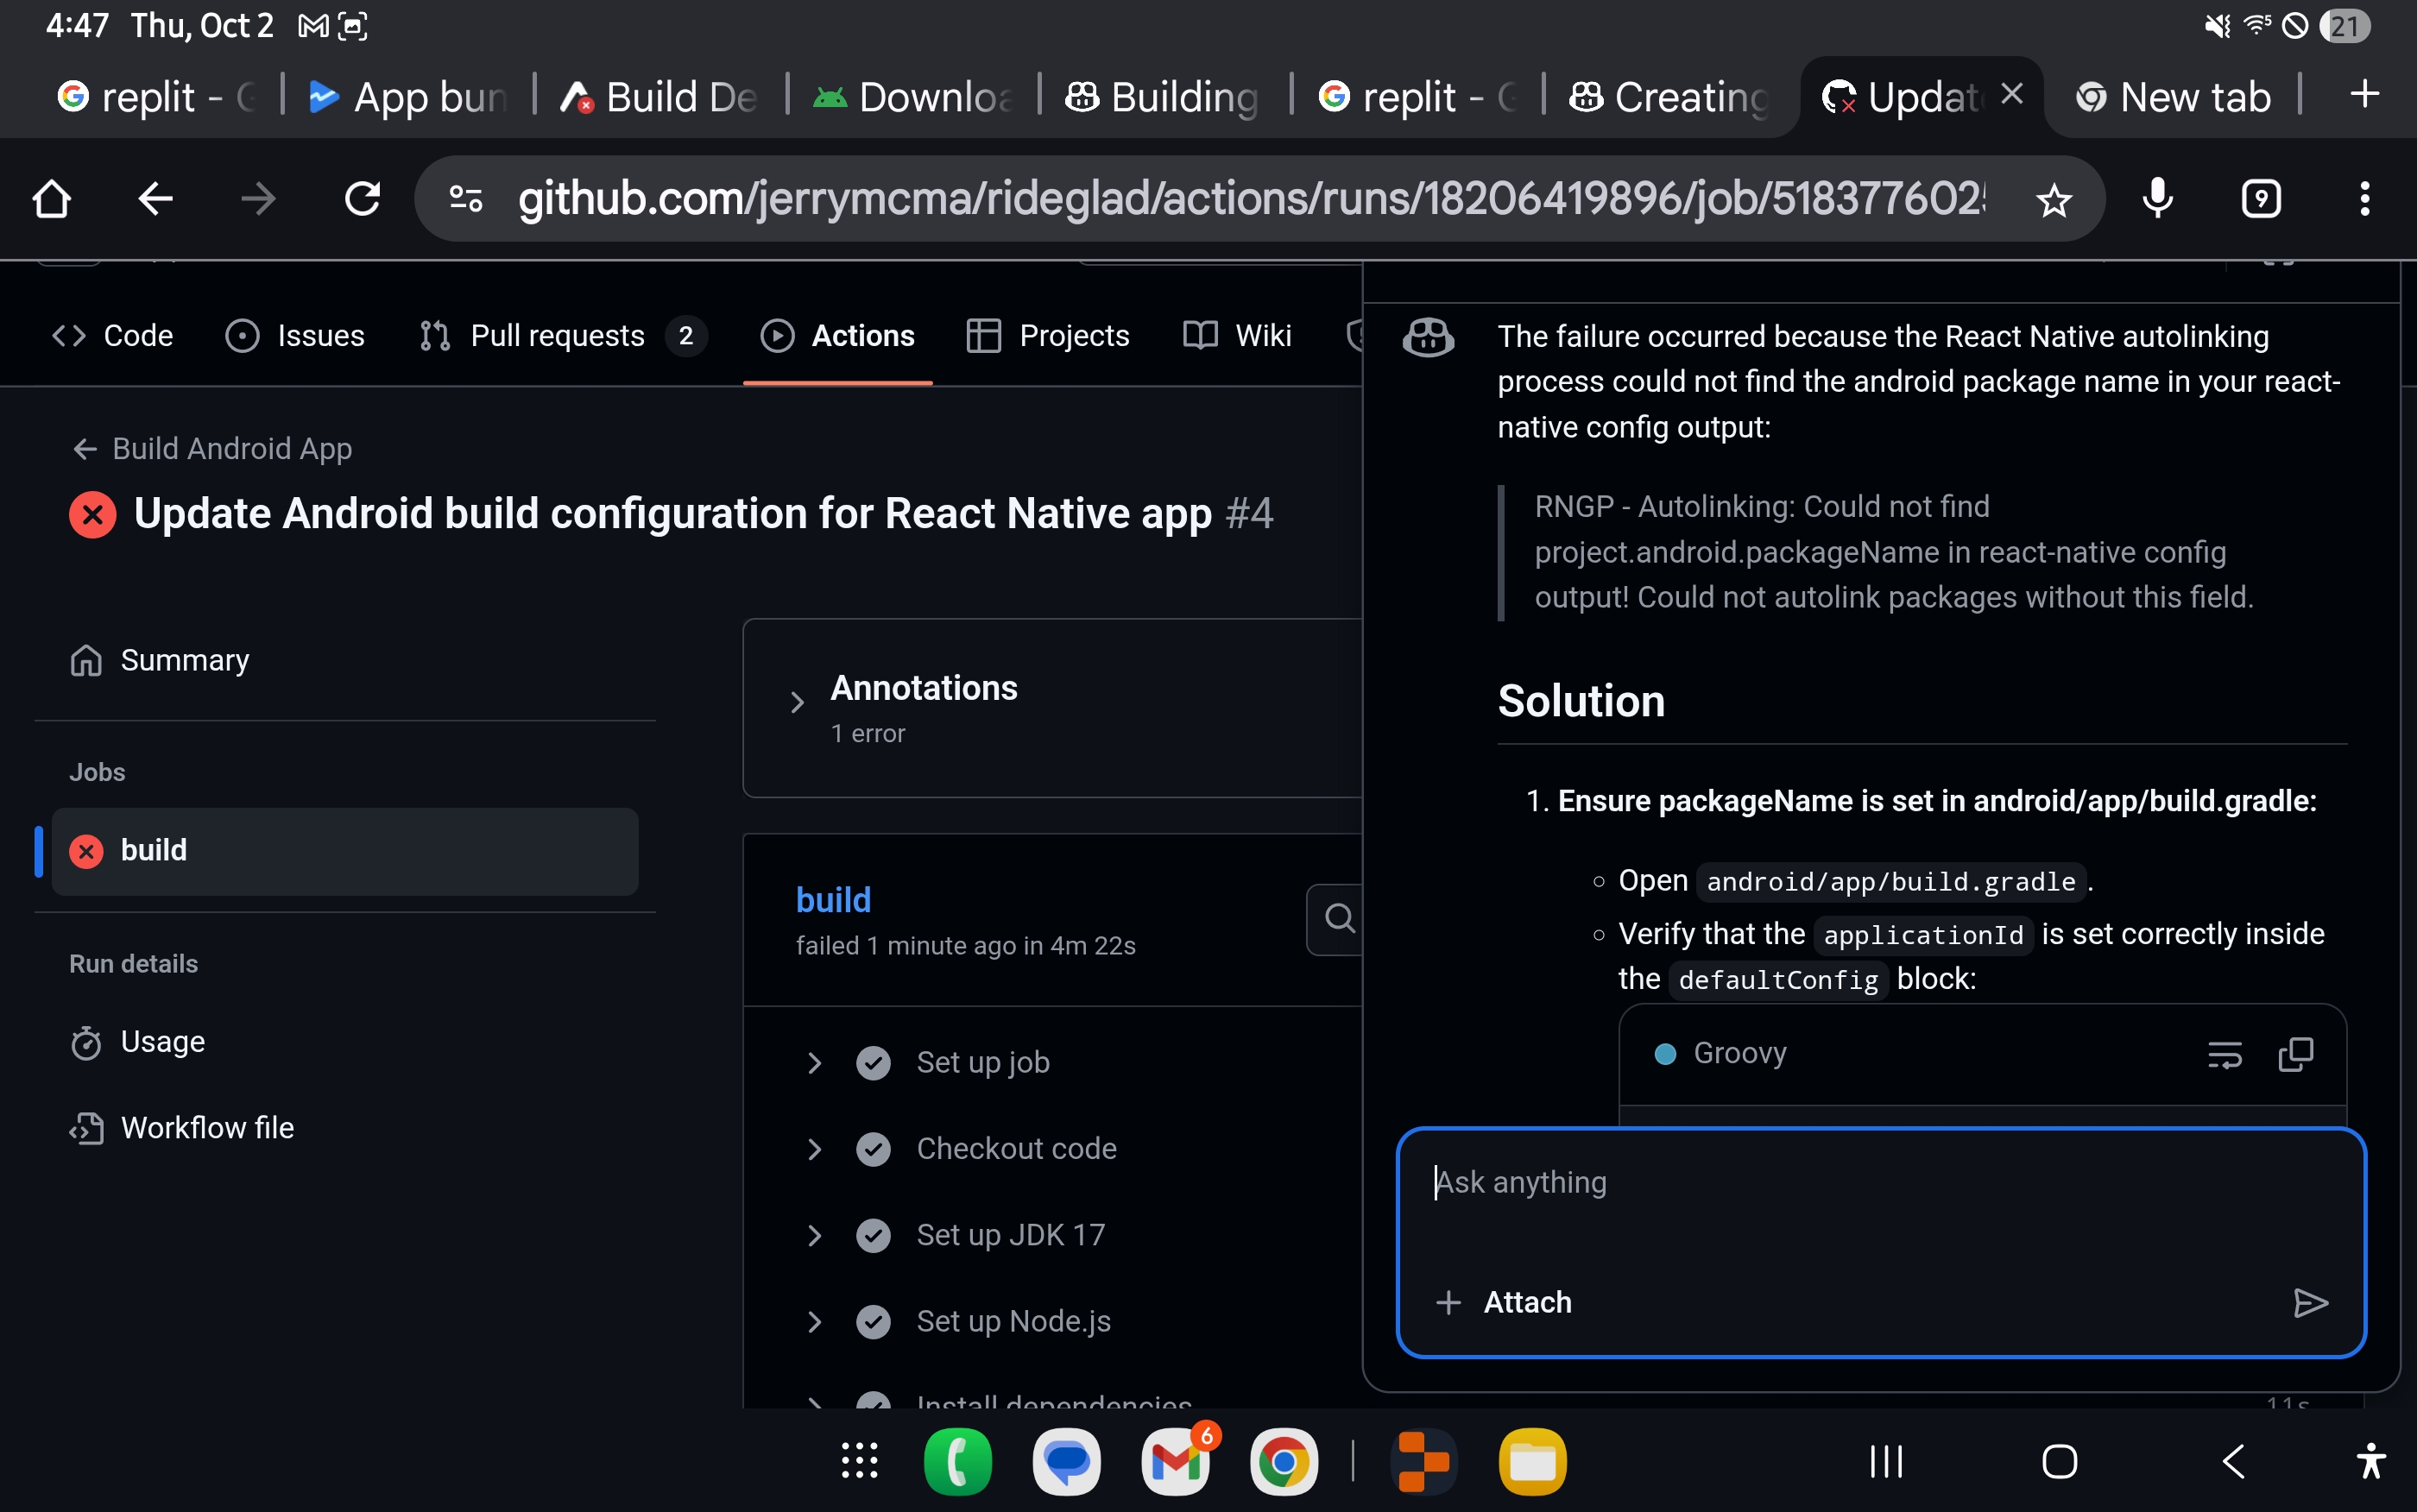 4:47 Thu, Oct 2
21
replit - G
App bun
Build De
Downloa
Building
replit - G
Creating
Updat
New tab
github.com/jerrymcma/rideglad/actions/runs/18206419896/job/518377602
9
Code
Issues
Pull requests 2
Actions
Projects
Wiki
Build Android App
Update Android build configuration for React Native app #4
Summary
Jobs
build
Run details
Usage
Workflow file
Annotations
1 error
build
failed 1 minute ago in 4m 22s
Set up job
Checkout code
Set up JDK 17
Set up Node.js
Install dependencies
11s
The failure occurred because the React Native autolinking
process could not find the android package name in your react-
native config output:
RNGP - Autolinking: Could not find
project.android.packageName in react-native config
output! Could not autolink packages without this field.
Solution
1. Ensure packageName is set in android/app/build.gradle:
Open android/app/build.gradle.
Verify that the applicationId is set correctly inside
the defaultConfig block:
Groovy
Ask anything
Attach
6